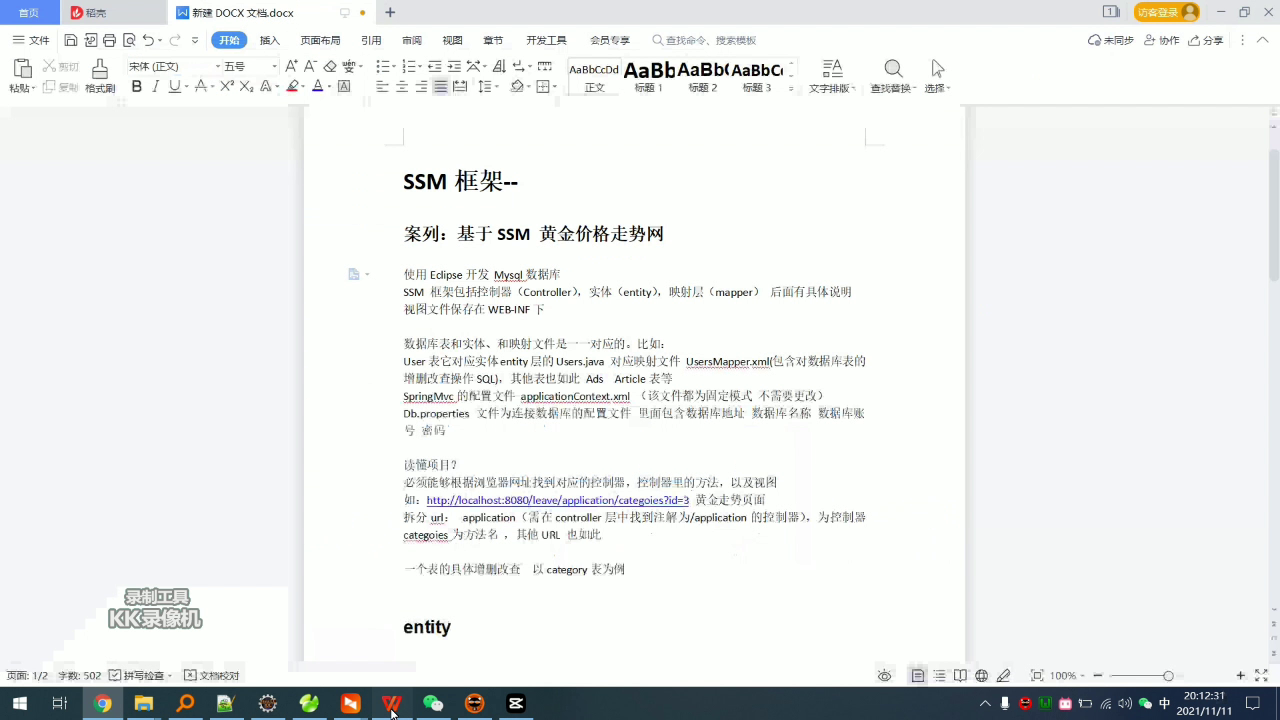 首页
稻壳
新建 DOCX 文档.docx
访客登录
文件
开始
插入
页面布局
引用
审阅
视图
章节
开发工具
会员专享
查找命令、搜索模板
未同步
协作
分享
剪切
复制
格式刷
宋体 (正文)
五号
AaBbCcDd
正文
标题 1
标题 2
标题 3
文字排版
查找替换
选择
SSM 框架--
案列：基于 SSM 黄金价格走势网
使用 Eclipse 开发 Mysql 数据库
SSM 框架包括控制器（Controller），实体（entity），映射层（mapper） 后面有具体说明
视图文件保存在 WEB-INF 下
数据库表和实体、和映射文件是一一对应的。比如：
User 表它对应实体 entity 层的 Users.java 对应映射文件 UsersMapper.xml(包含对数据库表的
增删改查操作 SQL)，其他表也如此 Ads Article 表等
SpringMvc 的配置文件 applicationContext.xml （该文件都为固定模式 不需要更改）
Db.properties 文件为连接数据库的配置文件 里面包含数据库地址 数据库名称 数据库账
号 密码
读懂项目？
必须能够根据浏览器网址找到对应的控制器，控制器里的方法，以及视图
如：http://localhost:8080/leave/application/categoies?id=3 黄金走势页面
拆分 url： application（需在 controller 层中找到注解为/application 的控制器），为控制器
categoies 为方法名 ，其他 URL 也如此
一个表的具体增删改查 以 category 表为例
entity
录制工具
KK录像机
页面: 1/2
字数: 502
拼写检查
文档校对
100%
中
20:12:31
2021/11/11